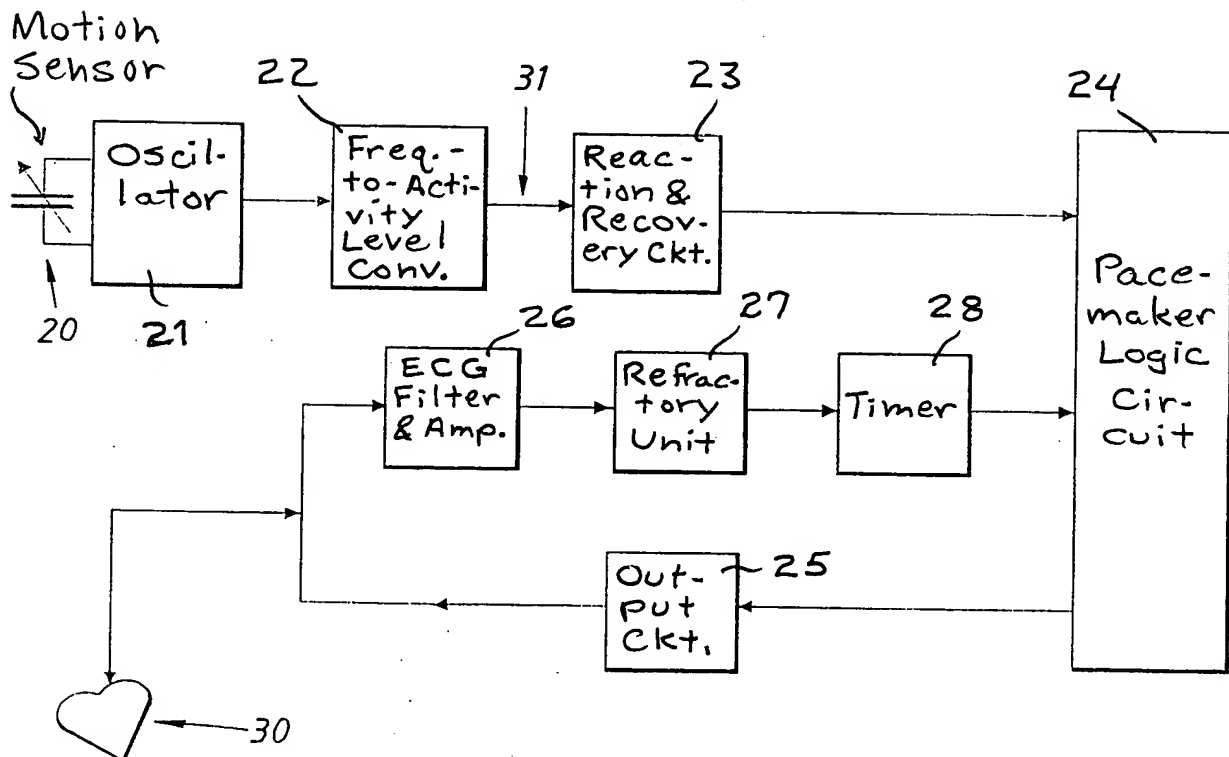 Motion
Sensor
22
31
23
24
Oscil-
lator
Freq.-
to-Acti-
vity
Level
Conv.
Reac-
tion &
Recov-
ery Ckt.
20
21
26
27
28
Pace-
maker
Logic
Cir-
cuit
ECG
Filter
& Amp.
Refrac-
tory
Unit
Timer
Out-
put
Ckt.
25
30